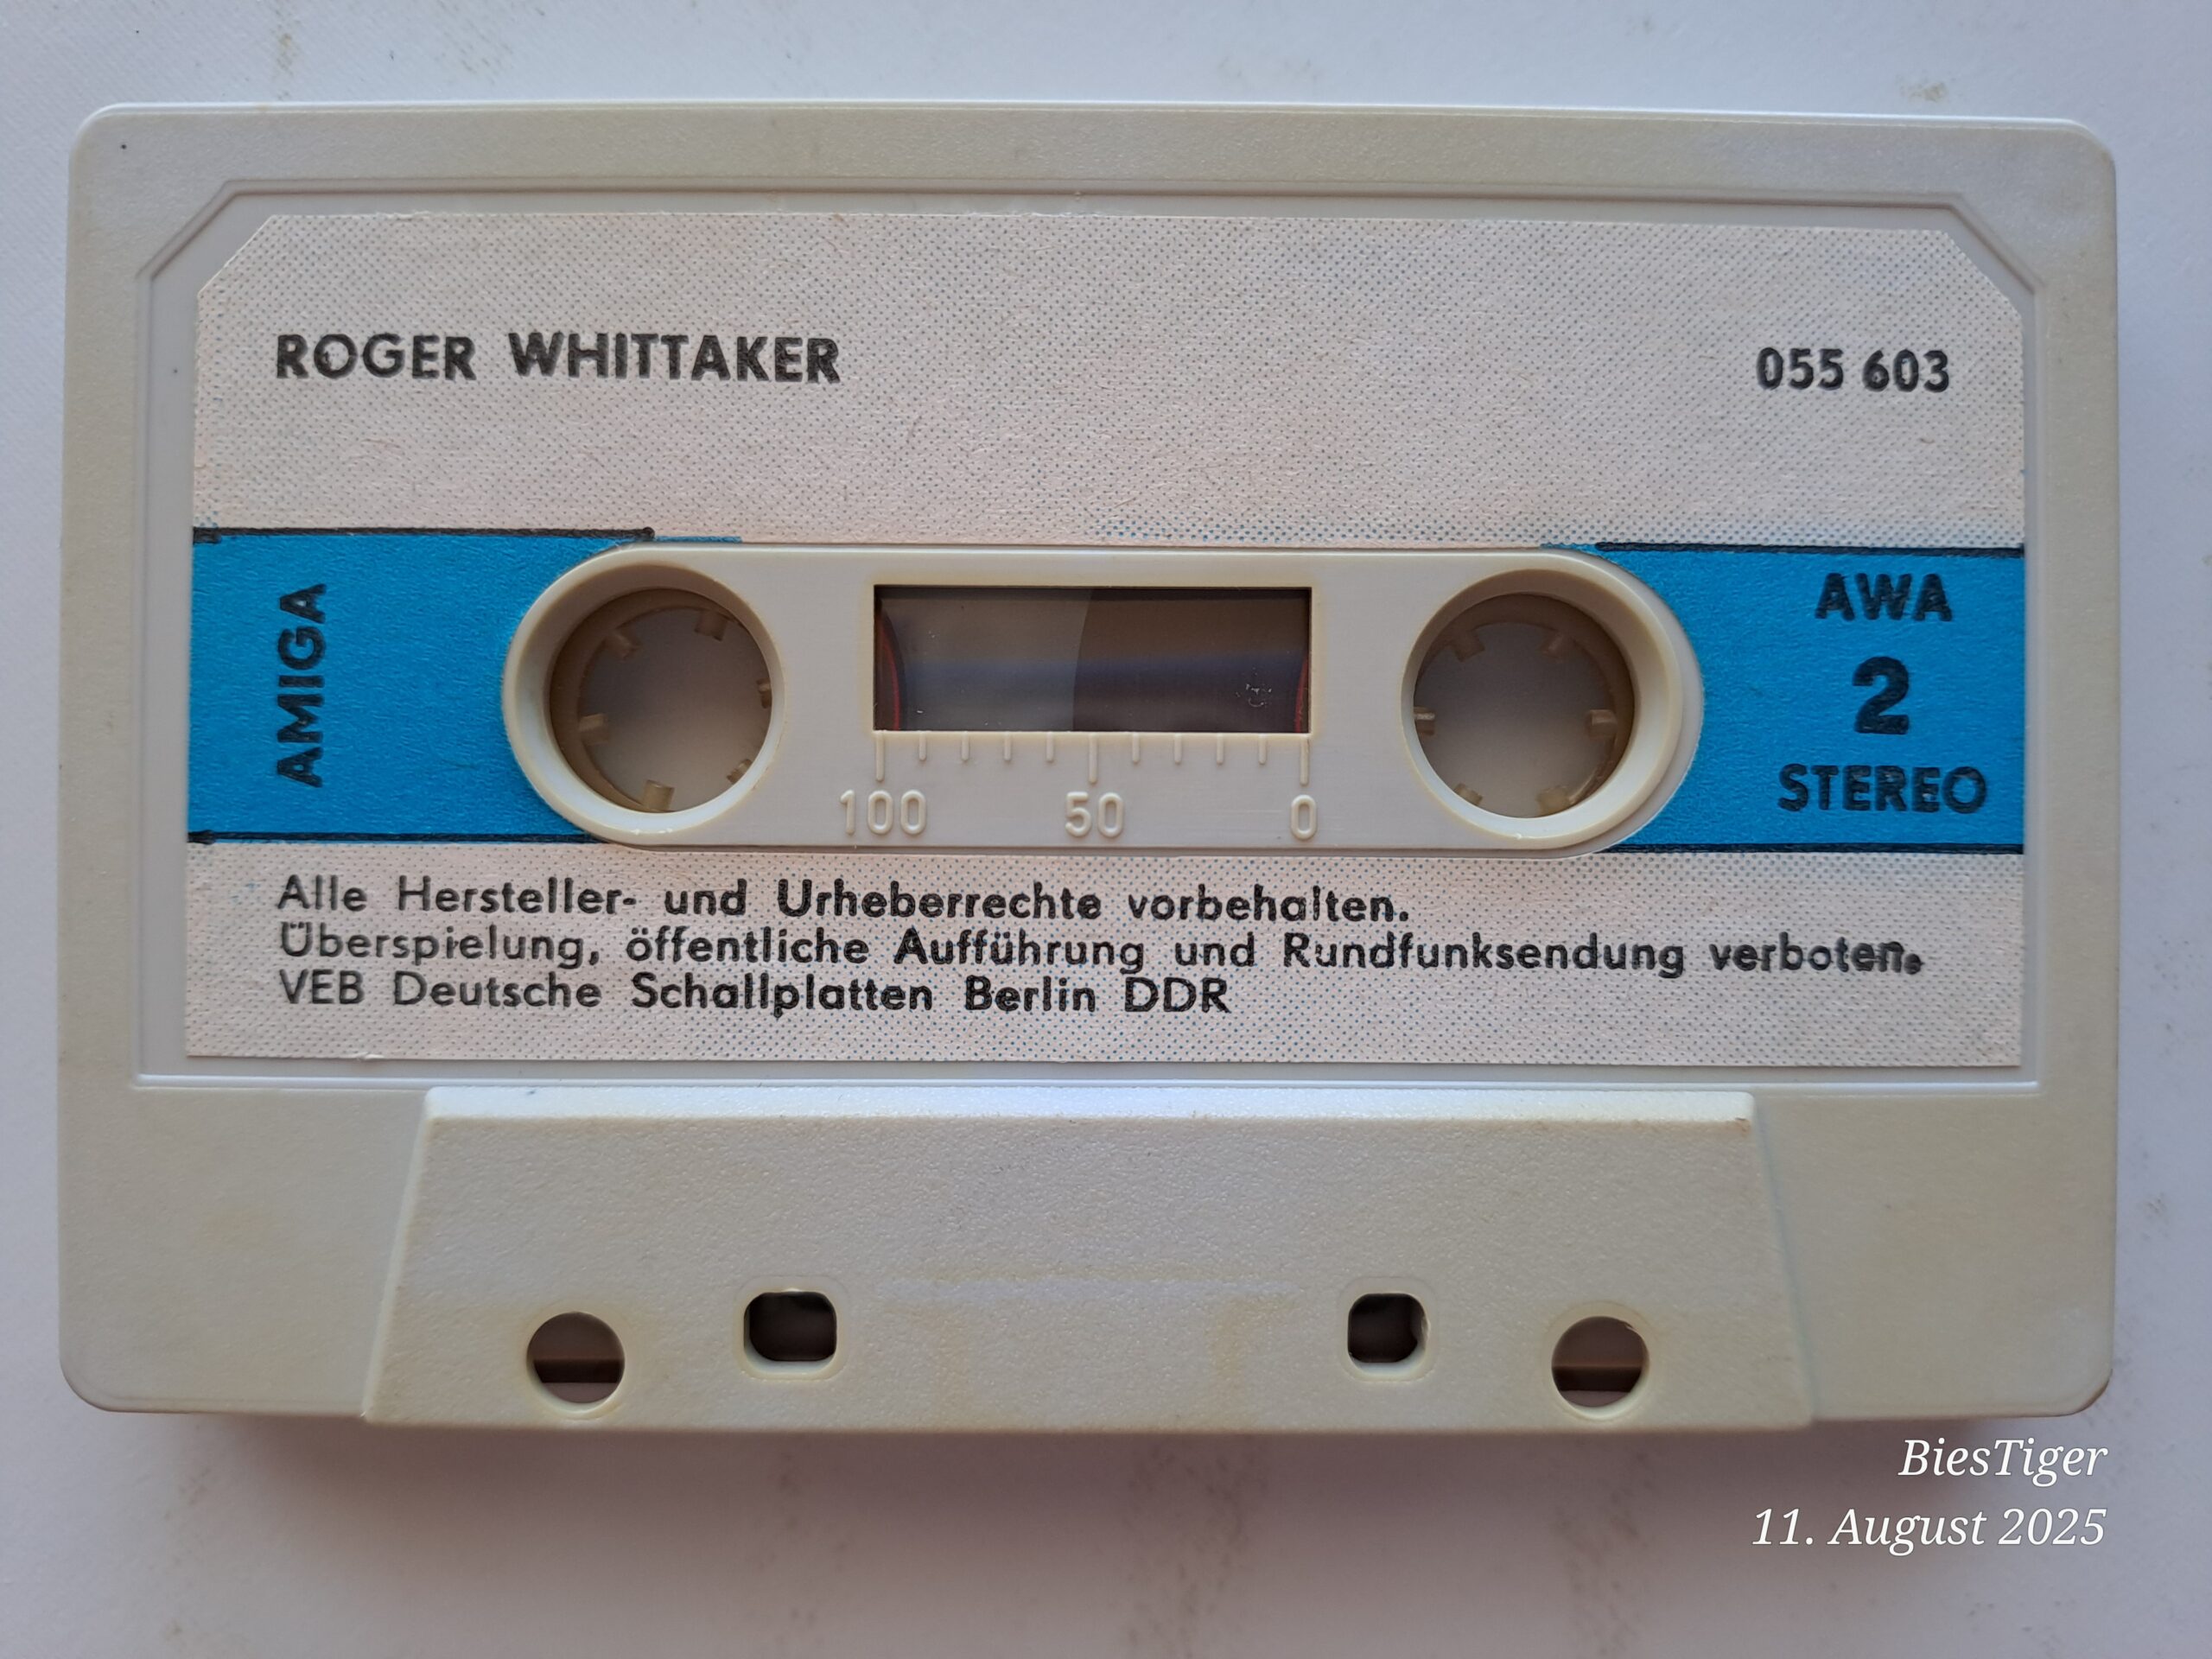 ROGER WHITTAKER
055 603
AMIGA
AWA
2
STEREO
100 50 0
Alle Hersteller- und Urheberrechte vorbehalten.
Überspielung, öffentliche Aufführung und Rundfunksendung verboten.
VEB Deutsche Schallplatten Berlin DDR
BiesTiger
11. August 2025